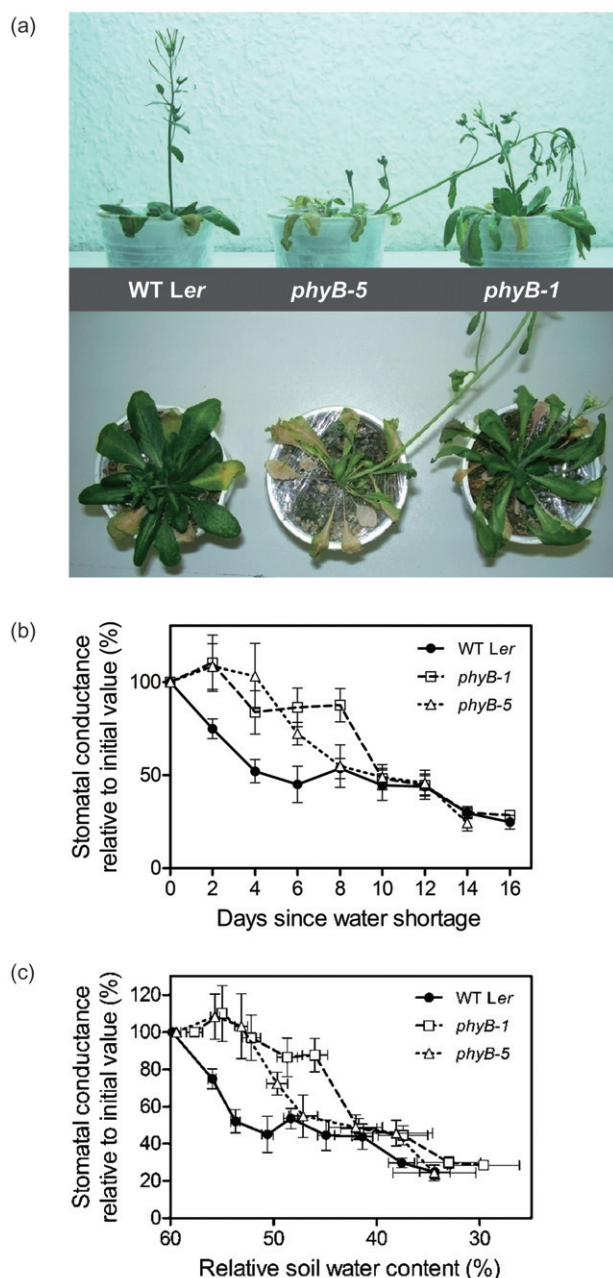 (a)
WT Ler
phyB-5
phyB-1
(b)
Stomatal conductance
relative to initial value (%)
100
50
0
WT Ler
phyB-1
phyB-5
0 2 4 6 8 10 12 14 16
Days since water shortage
(c)
Stomatal conductance
relative to initial value (%)
120
100
80
60
40
20
0
WT Ler
phyB-1
phyB-5
60 50 40 30
Relative soil water content (%)